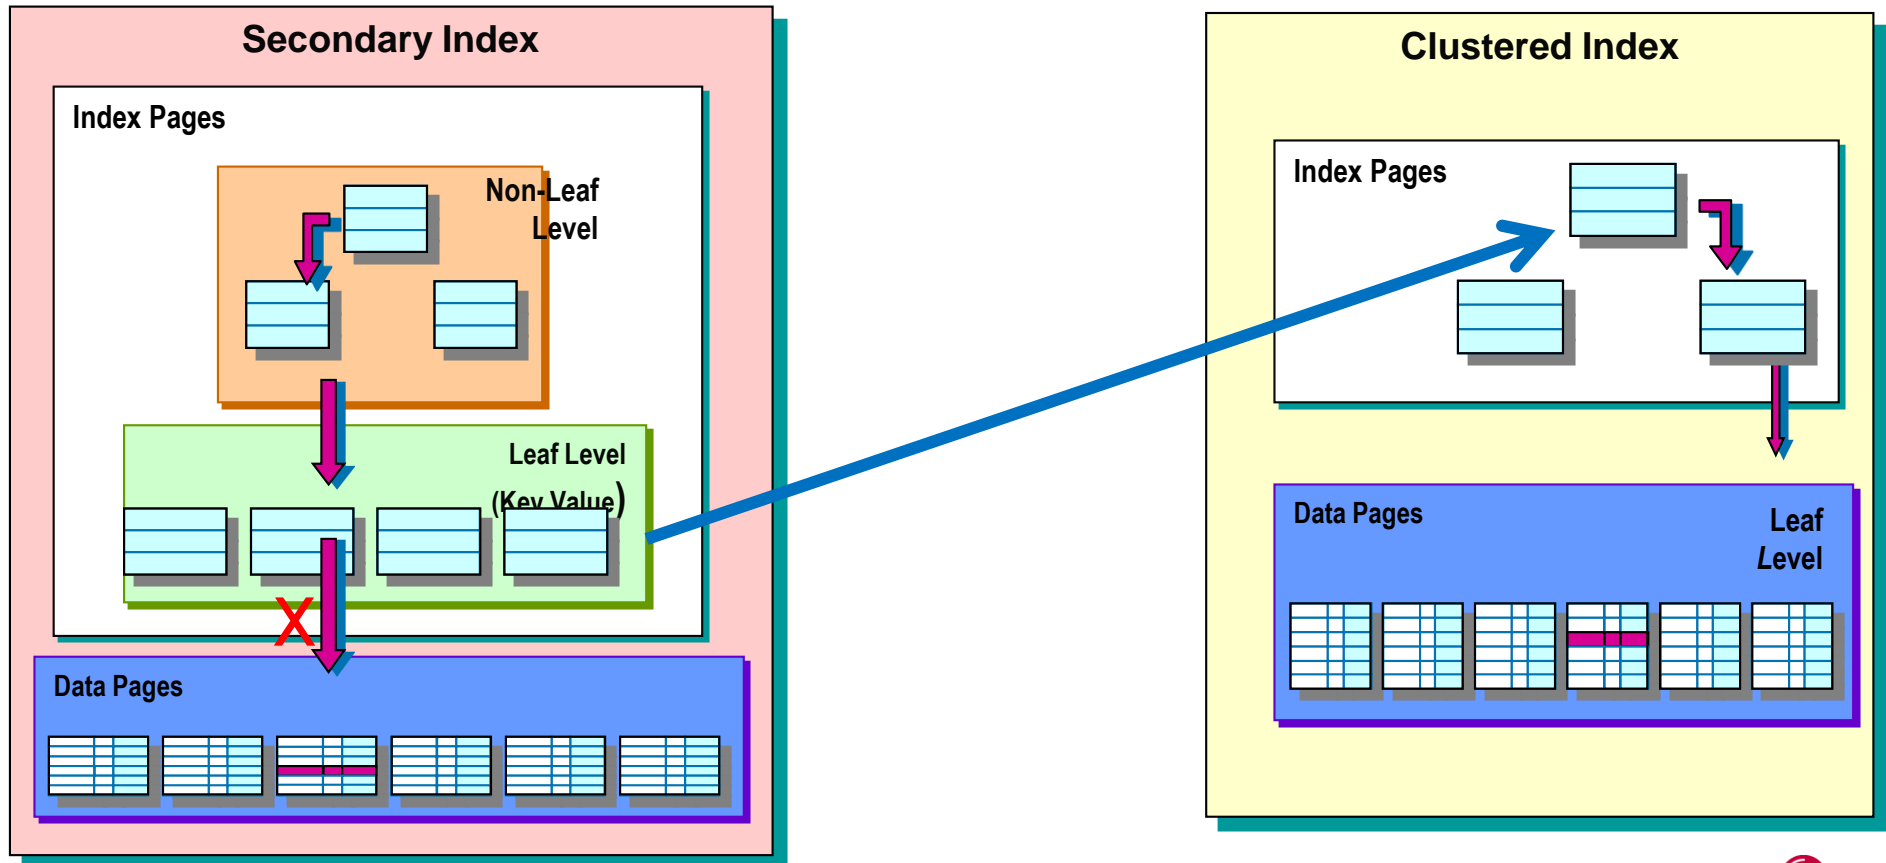 Secondary Index
Index Pages
Non-Leaf
Level
Leaf Level
(Key Value)
X
Data Pages
Clustered Index
Index Pages
Data Pages
Leaf
Level